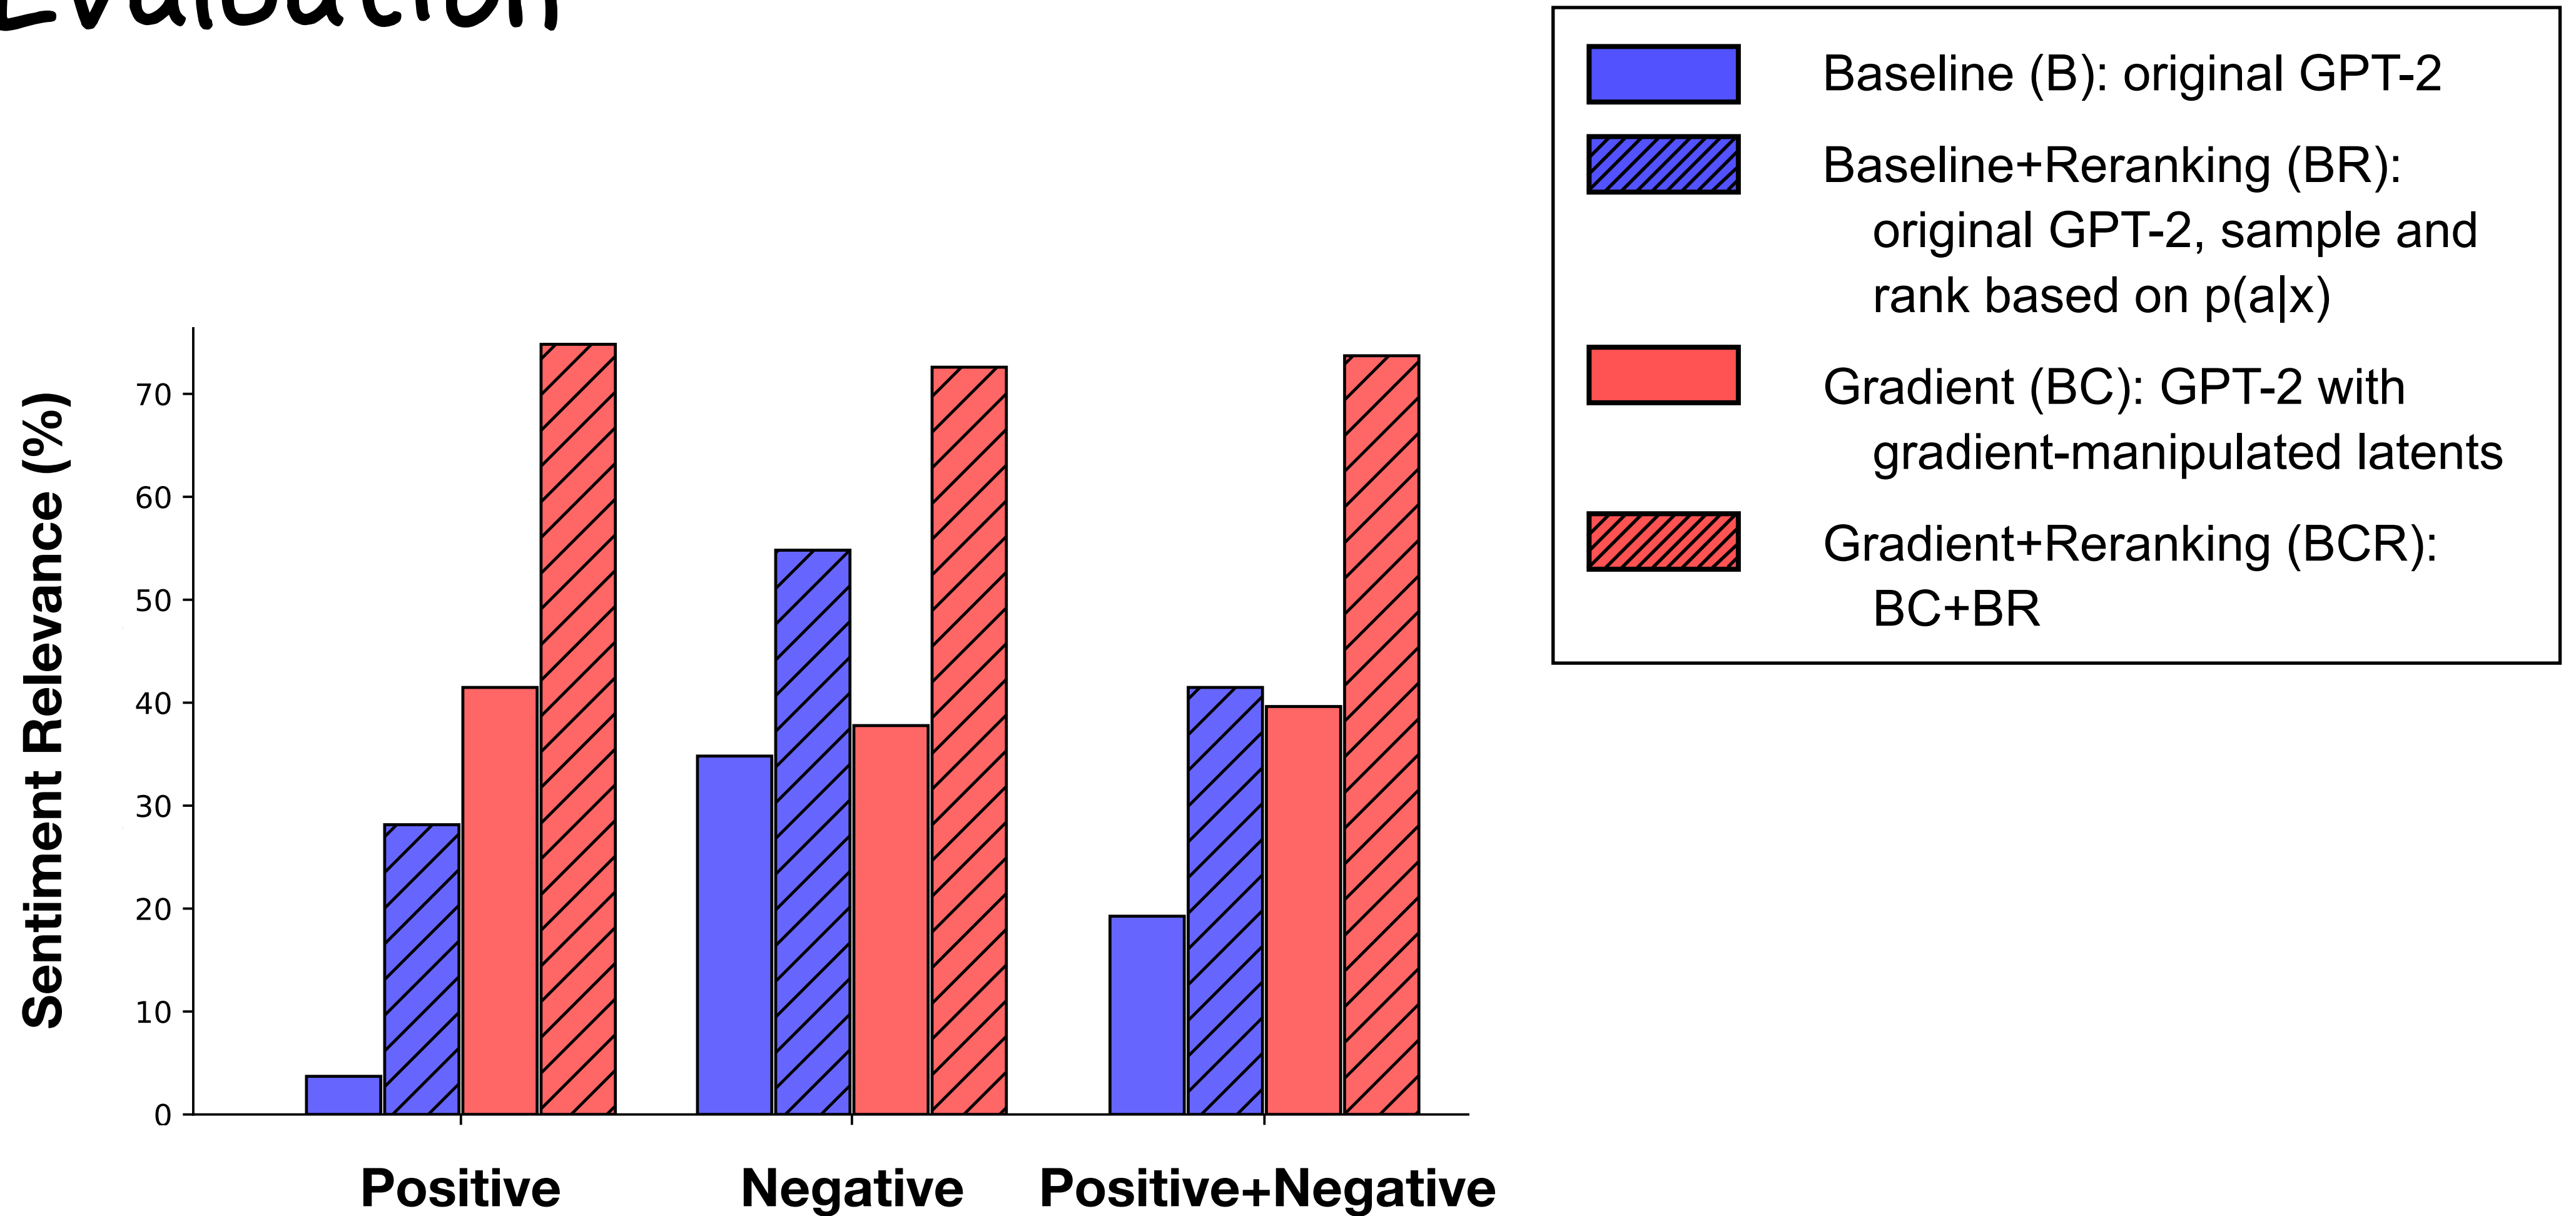 Evaluation
Baseline (B): original GPT-2
Baseline+Reranking (BR):
original GPT-2, sample and
rank based on p(a|x)
Gradient (BC): GPT-2 with
gradient-manipulated latents
Gradient+Reranking (BCR):
BC+BR
Sentiment Relevance (%)
70
60
50
40
30
20
10
0
Positive
Negative
Positive+Negative